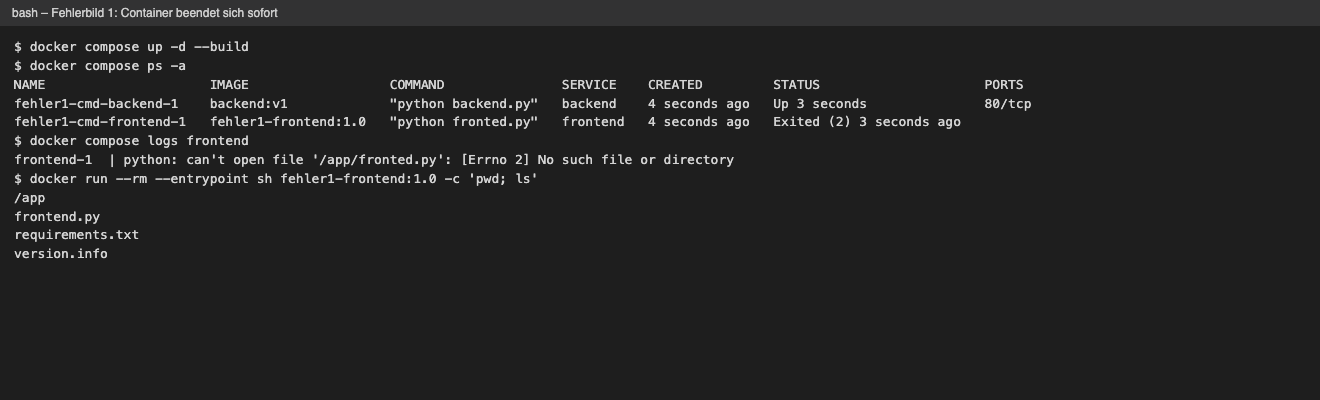 bash – Fehlerbild 1: Container beendet sich sofort
$ docker compose up -d --build
$ docker compose ps -a
NAME                     IMAGE                  COMMAND               SERVICE    CREATED         STATUS                     PORTS
fehler1-cmd-backend-1    backend:v1             "python backend.py"   backend    4 seconds ago   Up 3 seconds               80/tcp
fehler1-cmd-frontend-1   fehler1-frontend:1.0   "python fronted.py"   frontend   4 seconds ago   Exited (2) 3 seconds ago
$ docker compose logs frontend
frontend-1  | python: can't open file '/app/fronted.py': [Errno 2] No such file or directory
$ docker run --rm --entrypoint sh fehler1-frontend:1.0 -c 'pwd; ls'
/app
frontend.py
requirements.txt
version.info